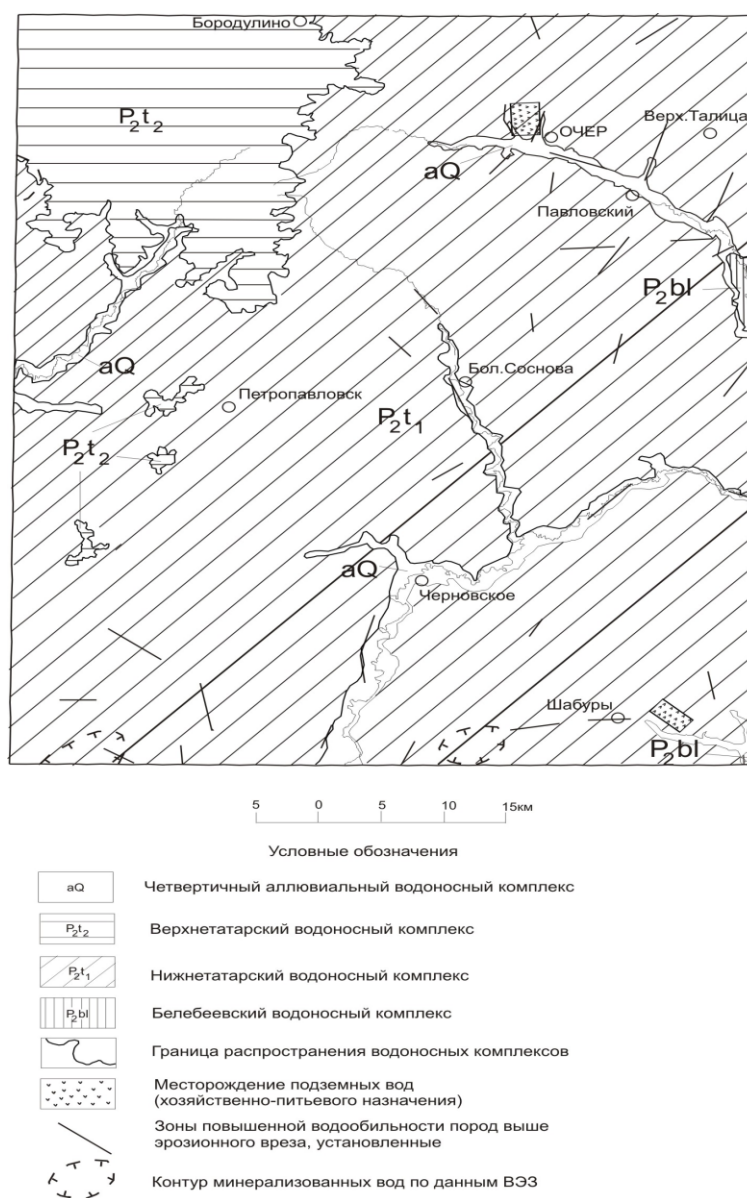 Бородулино
P₂t₂
ОЧЕР
Верх.Талица
aQ
Павловский
P₂bl
aQ
Бол.Соснова
Петропавловск
P₂t₁
P₂t₂
aQ
Черновское
Шабуры
P₂bl
5 0 5 10 15км
Условные обозначения
aQ Четвертичный аллювиальный водоносный комплекс
P₂t₂ Верхнетатарский водоносный комплекс
P₂t₁ Нижнетатарский водоносный комплекс
P₂bl Белебеевский водоносный комплекс
Граница распространения водоносных комплексов
Месторождение подземных вод
(хозяйственно-питьевого назначения)
Зоны повышенной водообильности пород выше
эрозионного вреза, установленные
Контур минерализованных вод по данным ВЭЗ